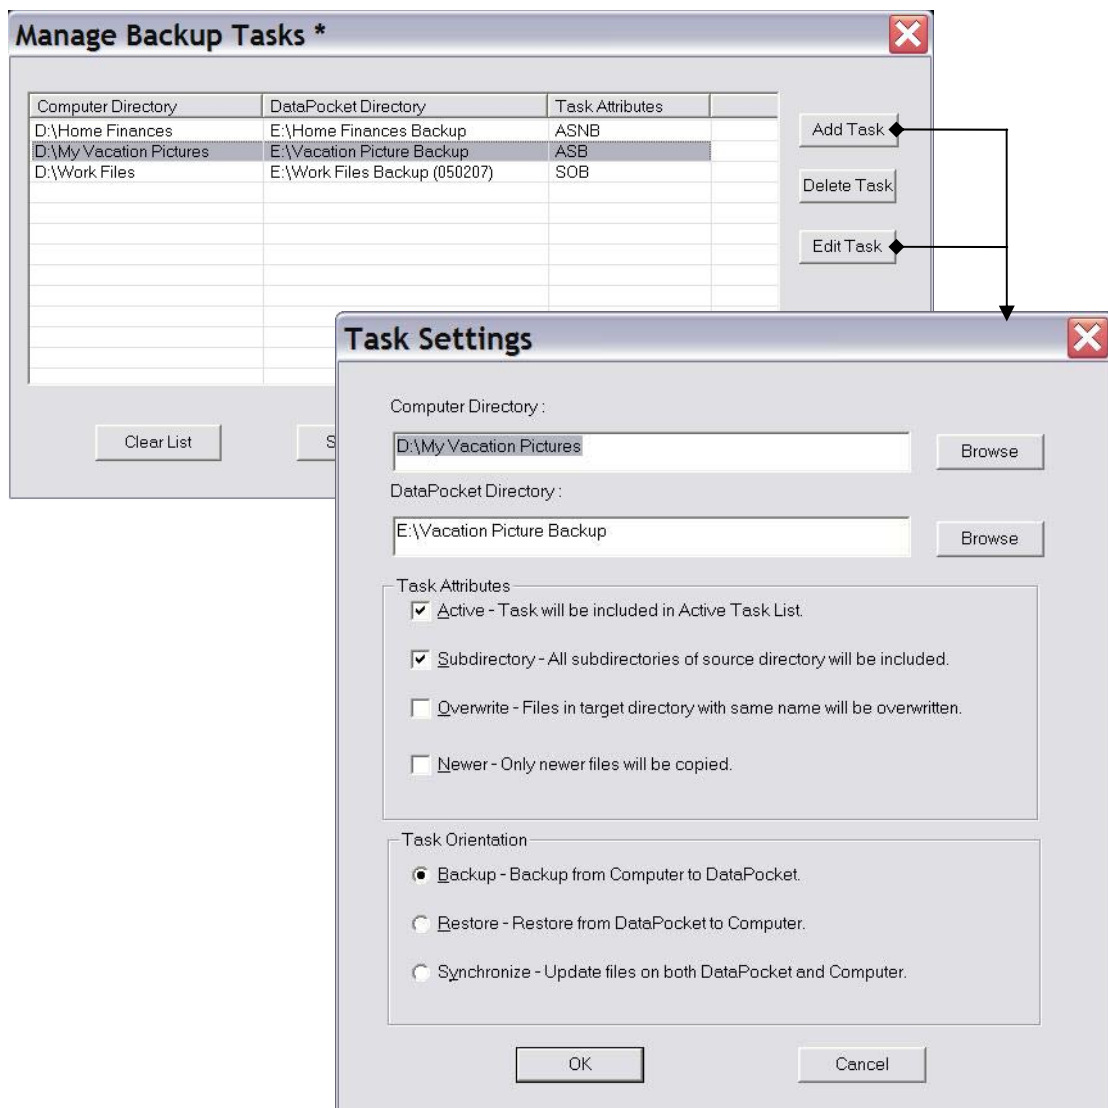 Manage Backup Tasks *
Computer Directory DataPocket Directory Task Attributes
D:\Home Finances E:\Home Finances Backup ASNB
D:\My Vacation Pictures E:\Vacation Picture Backup ASB
D:\Work Files E:\Work Files Backup (050207) SOB
Add Task
Delete Task
Edit Task
Clear List
S
Task Settings
Computer Directory :
D:\My Vacation Pictures
Browse
DataPocket Directory :
E:\Vacation Picture Backup
Browse
Task Attributes
Active - Task will be included in Active Task List.
Subdirectory - All subdirectories of source directory will be included.
Overwrite - Files in target directory with same name will be overwritten.
Newer - Only newer files will be copied.
Task Orientation
Backup - Backup from Computer to DataPocket.
Restore - Restore from DataPocket to Computer.
Synchronize - Update files on both DataPocket and Computer.
OK Cancel